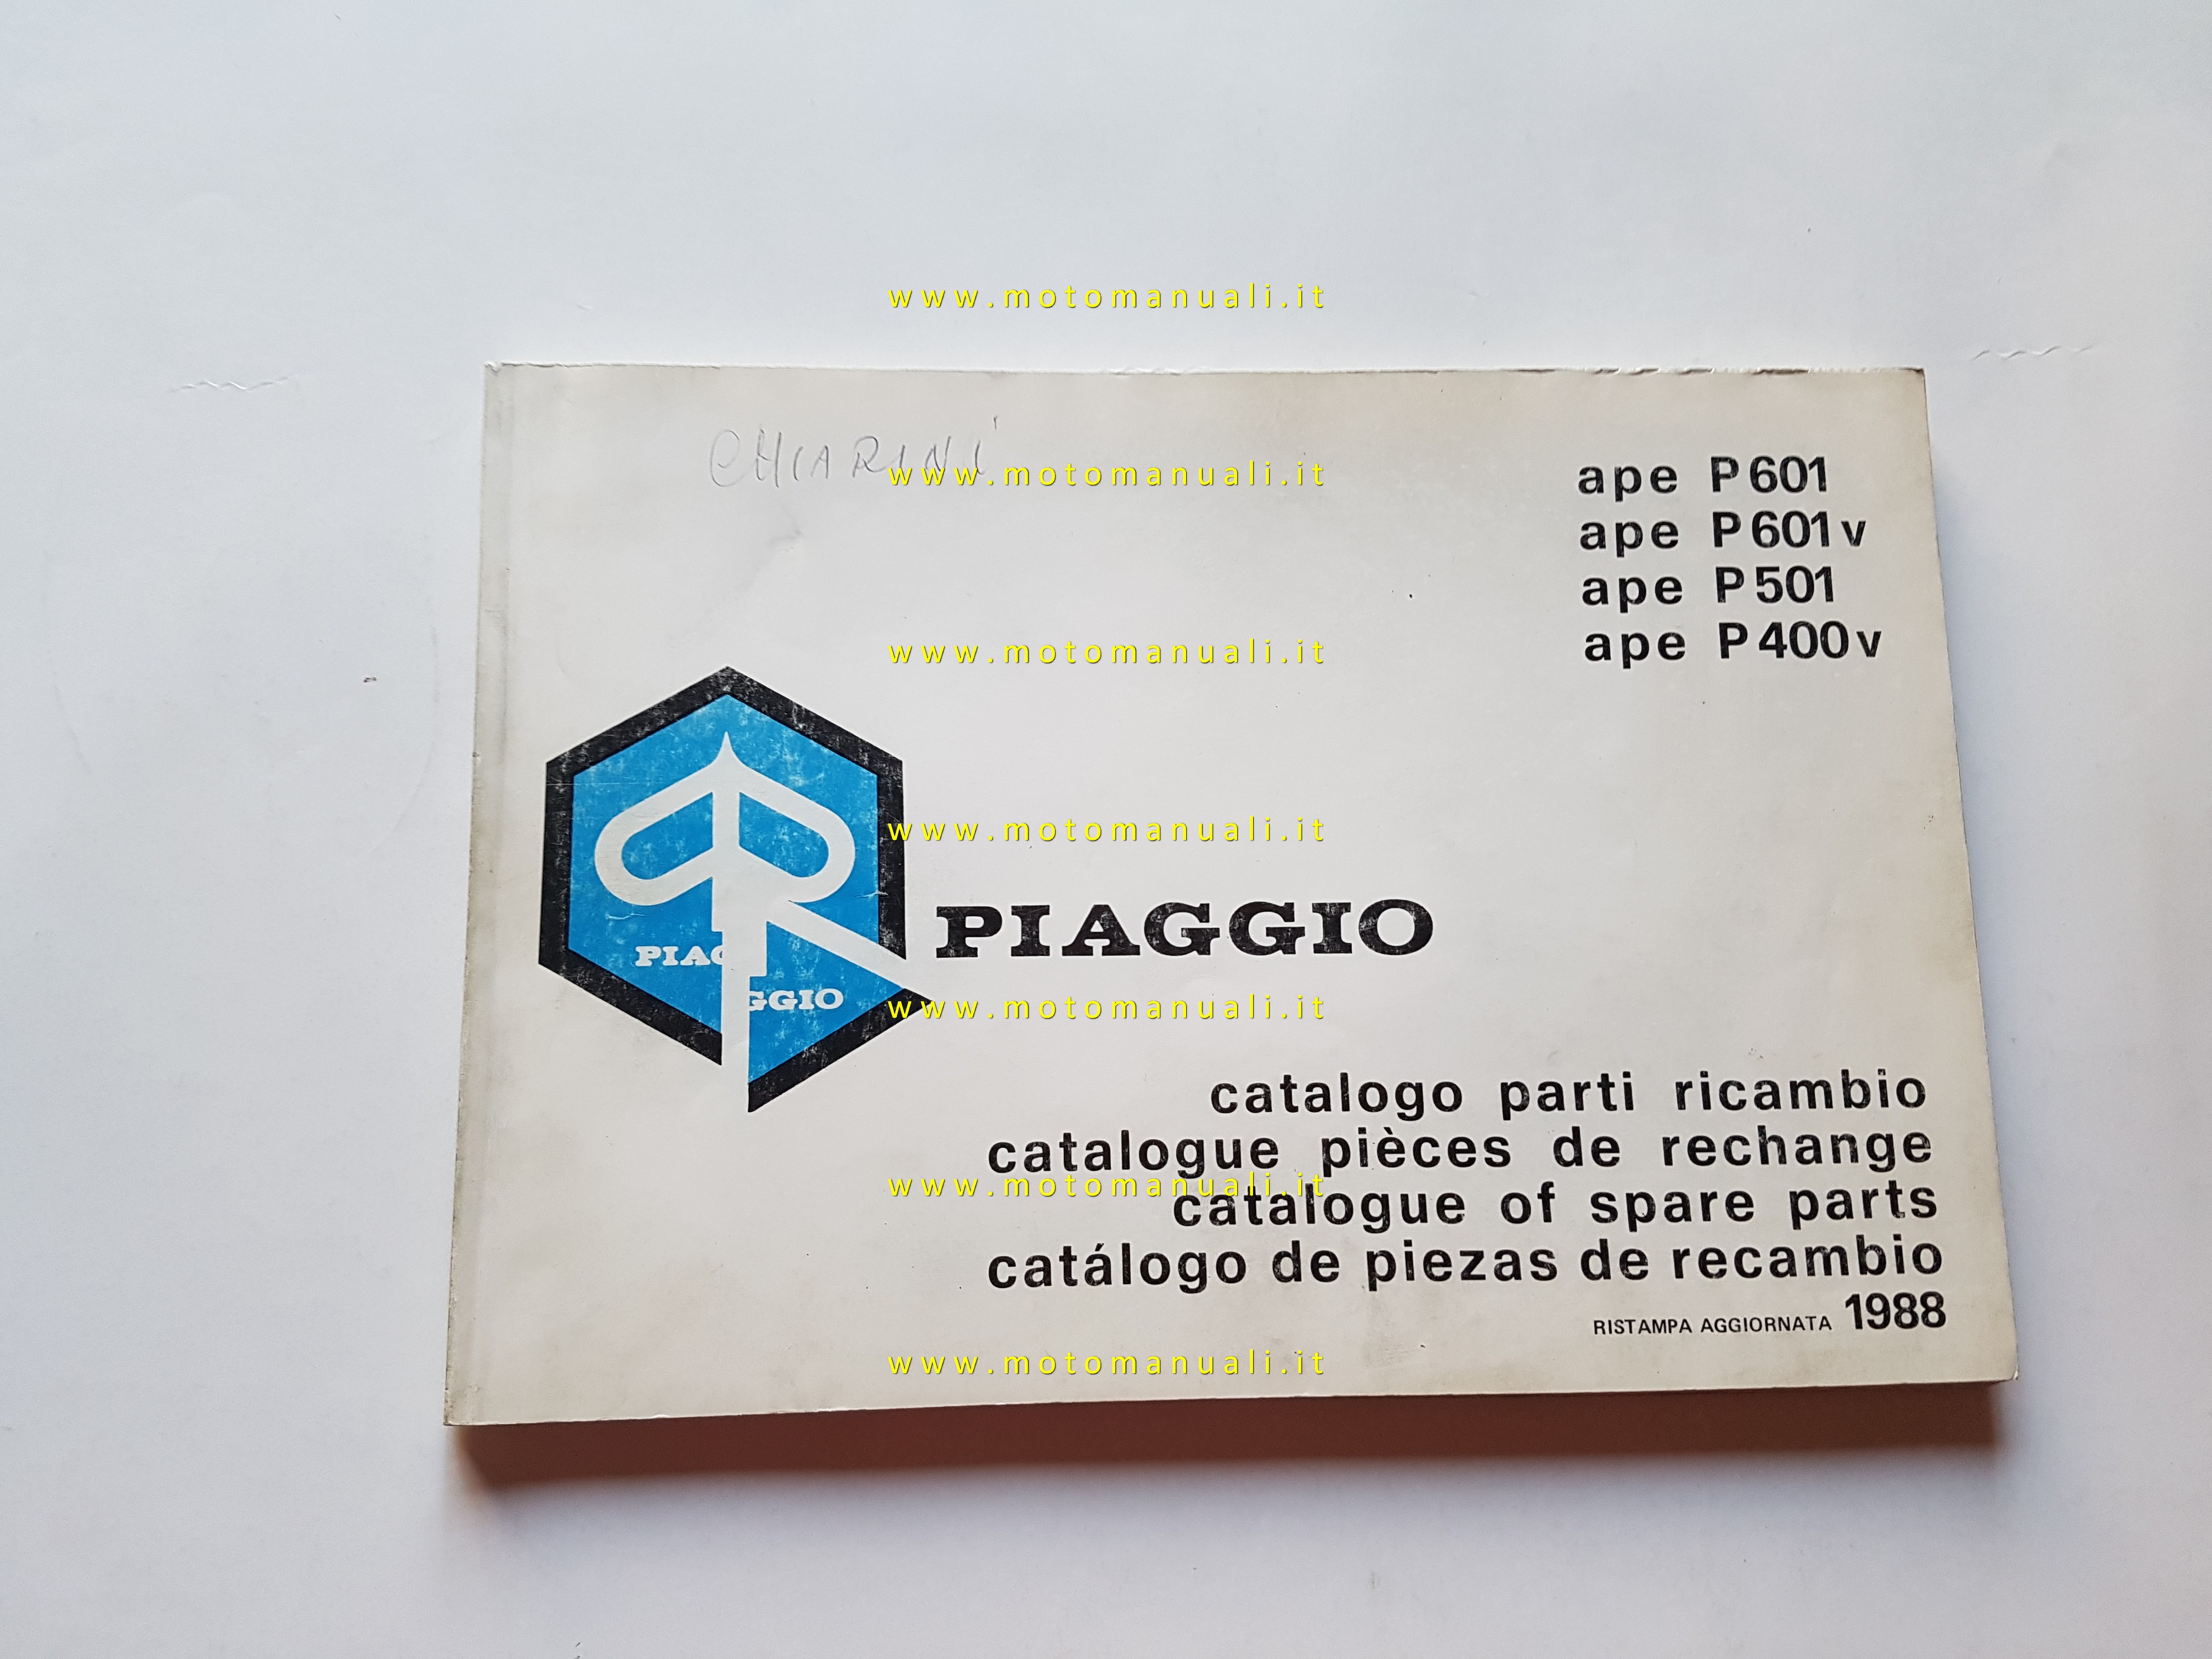 www.motomanuali.it
CHIARINI
www.motomanuali.it
ape P601
ape P601v
ape P501
ape P400v
www.motomanuali.it
www.motomanuali.it
PIAGGIO
PIAG
GGIO
www.motomanuali.it
catalogo parti ricambio
catalogue pièces de rechange
www.motomanuali.it
catalogue of spare parts
catálogo de piezas de recambio
RISTAMPA AGGIORNATA 1988
www.motomanuali.it